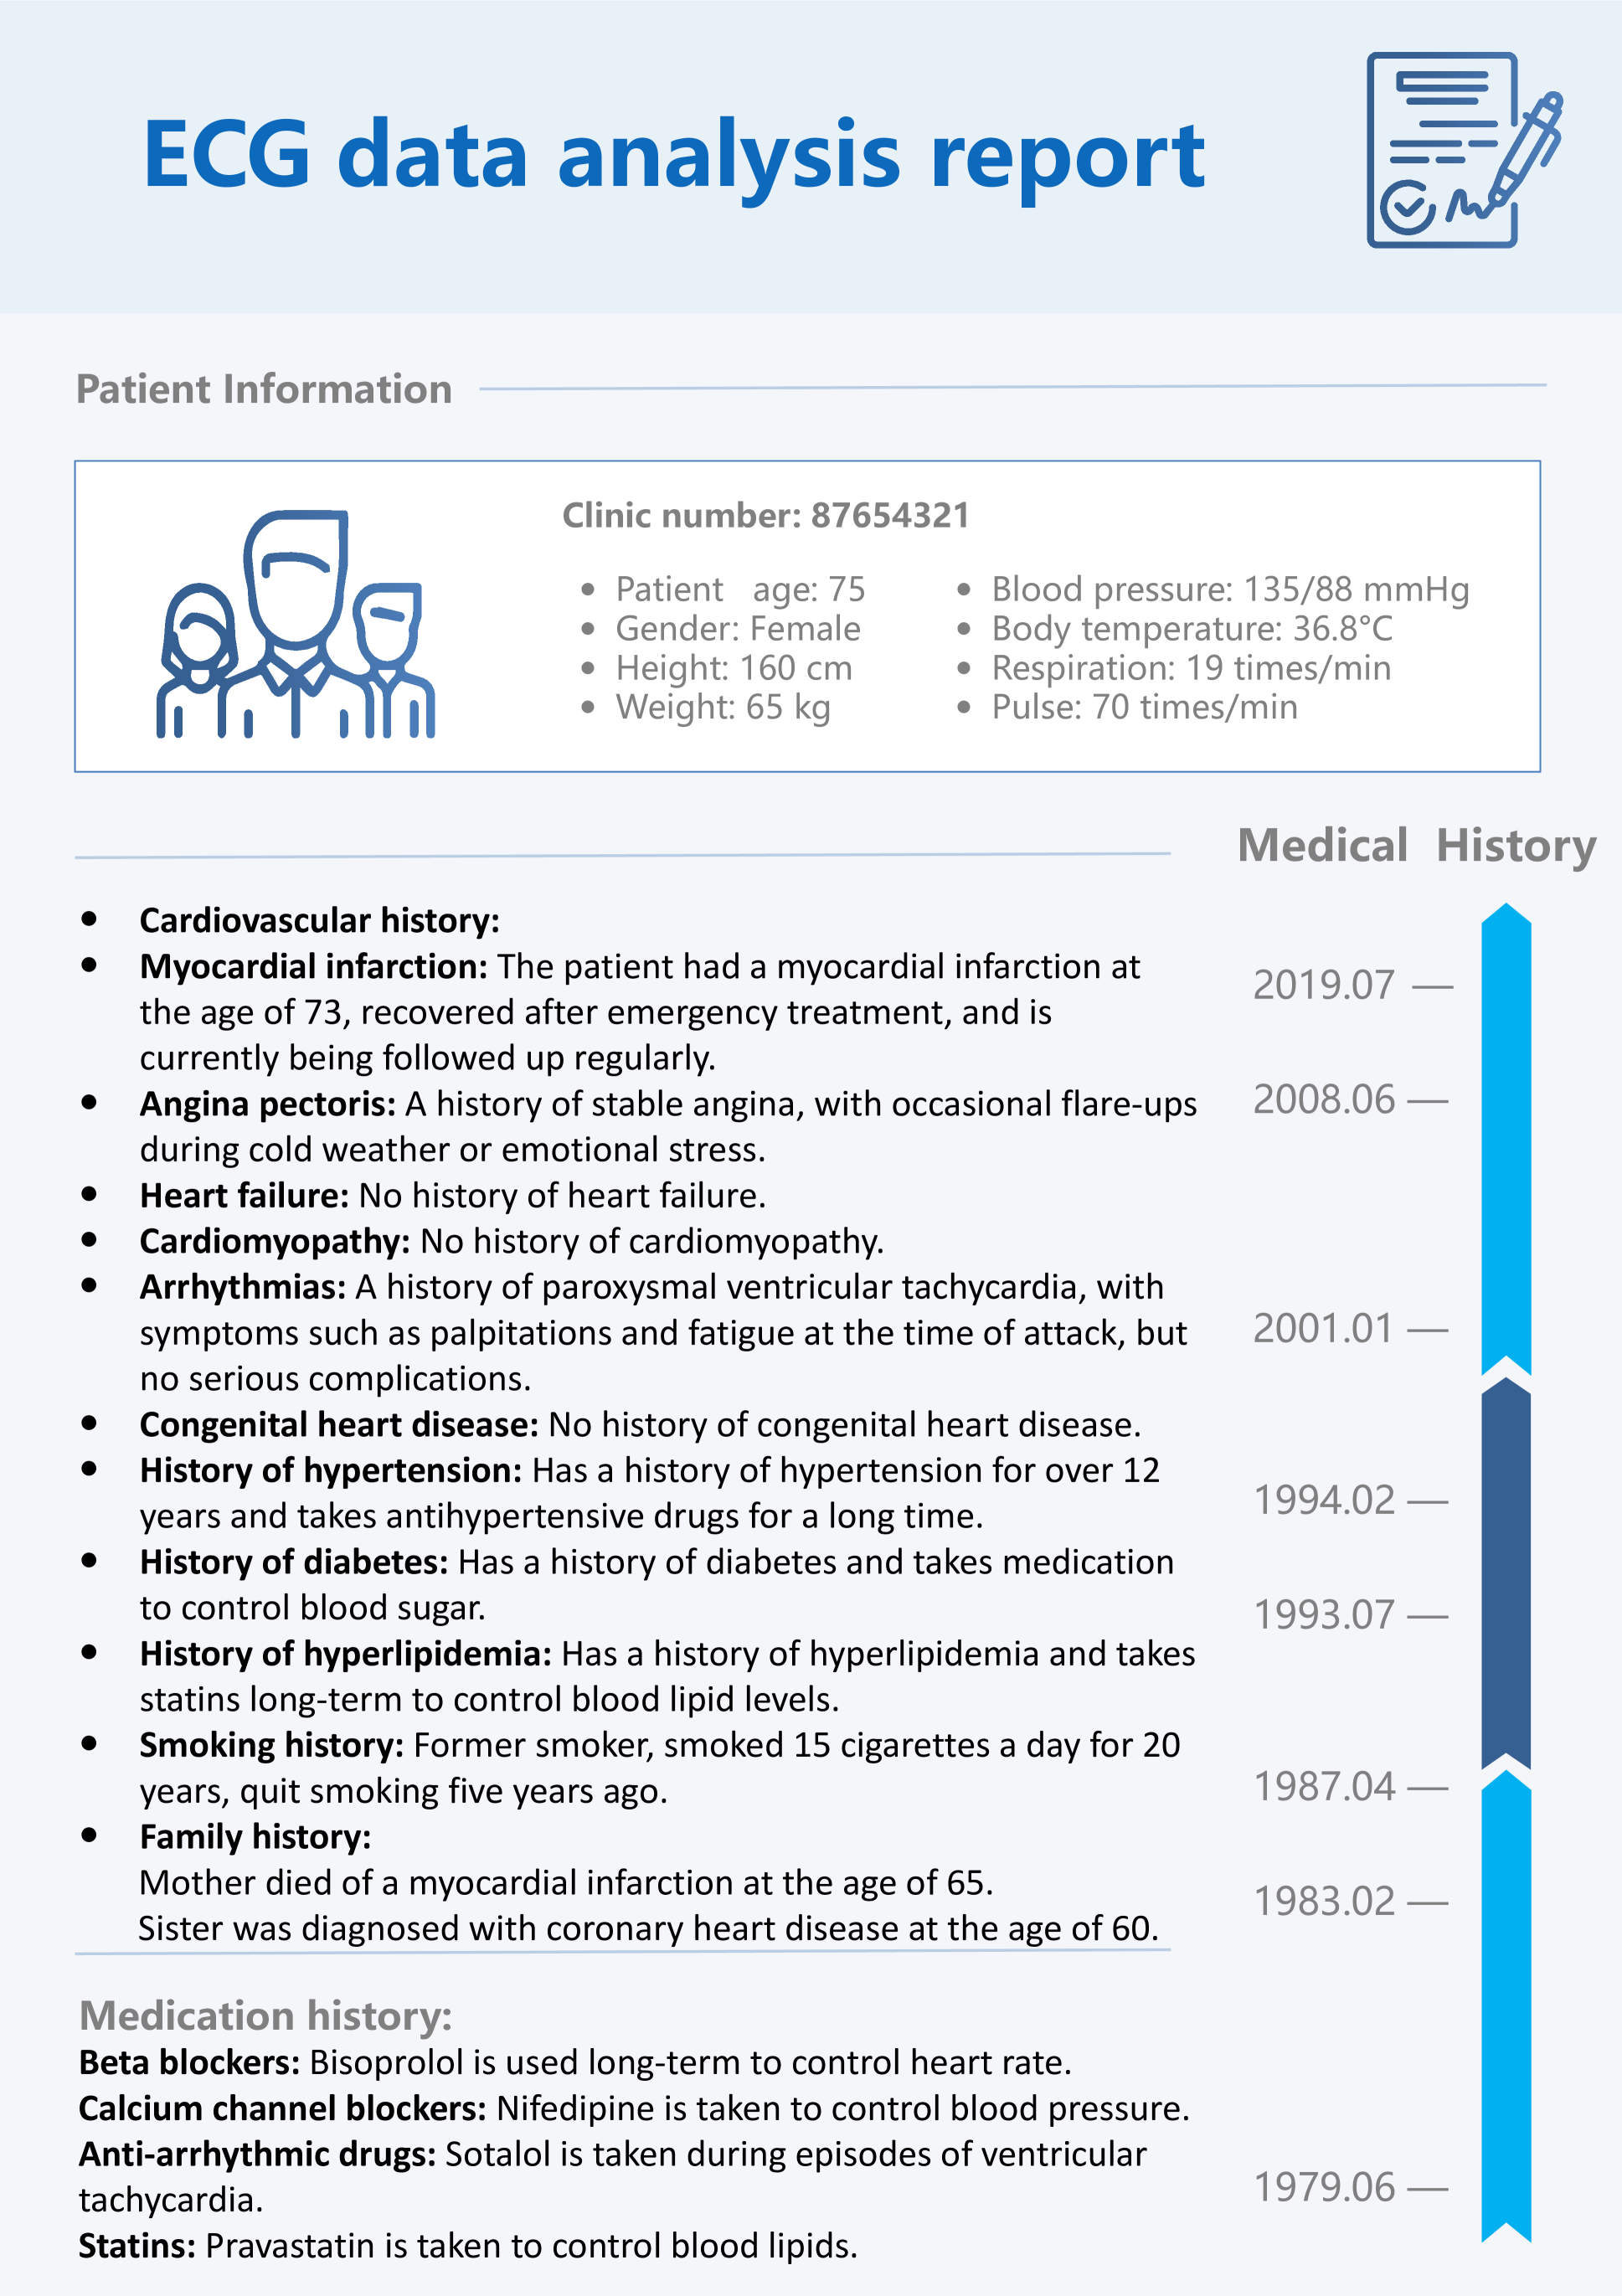 ECG data analysis report
Patient Information
Clinic number: 87654321
• Patient age: 75
• Gender: Female
• Height: 160 cm
• Weight: 65 kg
• Blood pressure: 135/88 mmHg
• Body temperature: 36.8°C
• Respiration: 19 times/min
• Pulse: 70 times/min
Medical History
• Cardiovascular history:
• Myocardial infarction: The patient had a myocardial infarction at
the age of 73, recovered after emergency treatment, and is
currently being followed up regularly.
• Angina pectoris: A history of stable angina, with occasional flare-ups
during cold weather or emotional stress.
• Heart failure: No history of heart failure.
• Cardiomyopathy: No history of cardiomyopathy.
• Arrhythmias: A history of paroxysmal ventricular tachycardia, with
symptoms such as palpitations and fatigue at the time of attack, but
no serious complications.
• Congenital heart disease: No history of congenital heart disease.
• History of hypertension: Has a history of hypertension for over 12
years and takes antihypertensive drugs for a long time.
• History of diabetes: Has a history of diabetes and takes medication
to control blood sugar.
• History of hyperlipidemia: Has a history of hyperlipidemia and takes
statins long-term to control blood lipid levels.
• Smoking history: Former smoker, smoked 15 cigarettes a day for 20
years, quit smoking five years ago.
• Family history:
Mother died of a myocardial infarction at the age of 65.
Sister was diagnosed with coronary heart disease at the age of 60.
Medication history:
Beta blockers: Bisoprolol is used long-term to control heart rate.
Calcium channel blockers: Nifedipine is taken to control blood pressure.
Anti-arrhythmic drugs: Sotalol is taken during episodes of ventricular
tachycardia.
Statins: Pravastatin is taken to control blood lipids.
2019.07 —
2008.06 —
2001.01 —
1994.02 —
1993.07 —
1987.04 —
1983.02 —
1979.06 —